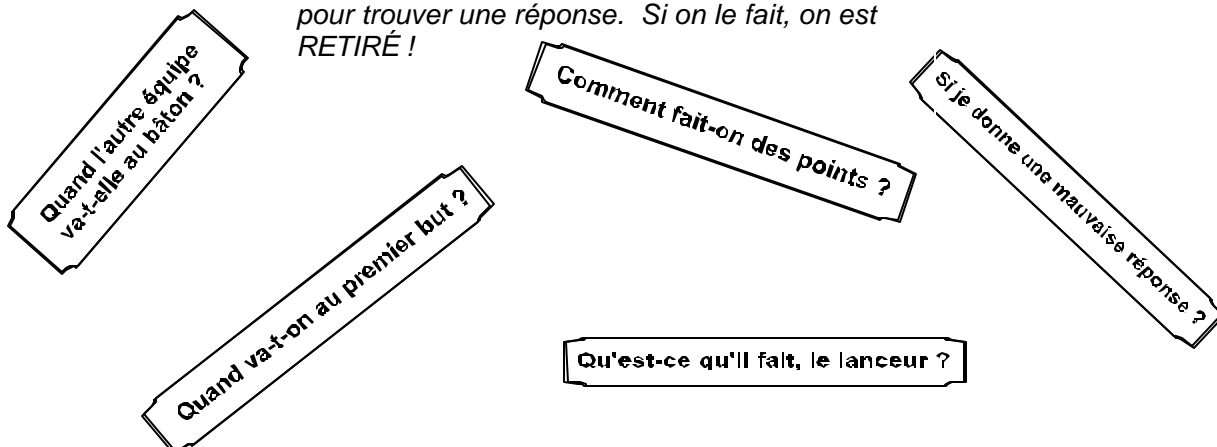 pour trouver une réponse. Si on le fait, on est
RETIRÉ !
Quand l'autre équipe
va-t-elle au bâton ?
Comment fait-on des points ?
Si je donne une mauvaise réponse ?
Quand va-t-on au premier but ?
Qu'est-ce qu'il fait, le lanceur ?